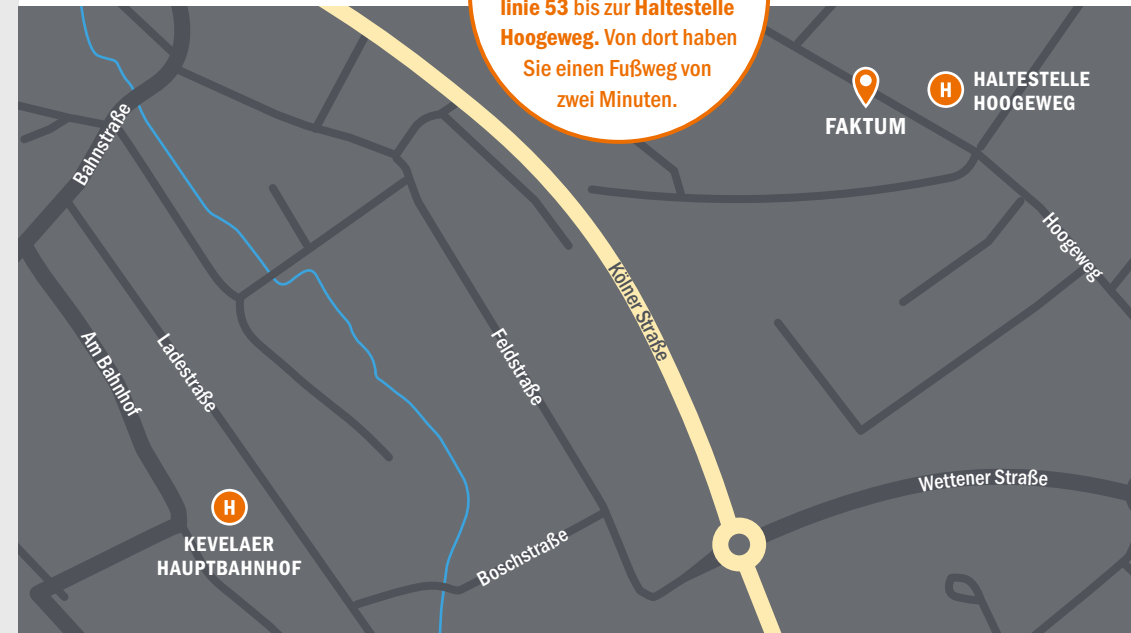 linie 53 bis zur Haltestelle
Hoogeweg. Von dort haben
Sie einen Fußweg von
zwei Minuten.
FAKTUM
H
HALTESTELLE
HOOGEWEG
Bahnstraße
Hoogeweg
Kölner Straße
Am Bahnhof
Ladestraße
Feldstraße
Wettener Straße
H
KEVELAER
HAUPTBAHNHOF
Boschstraße